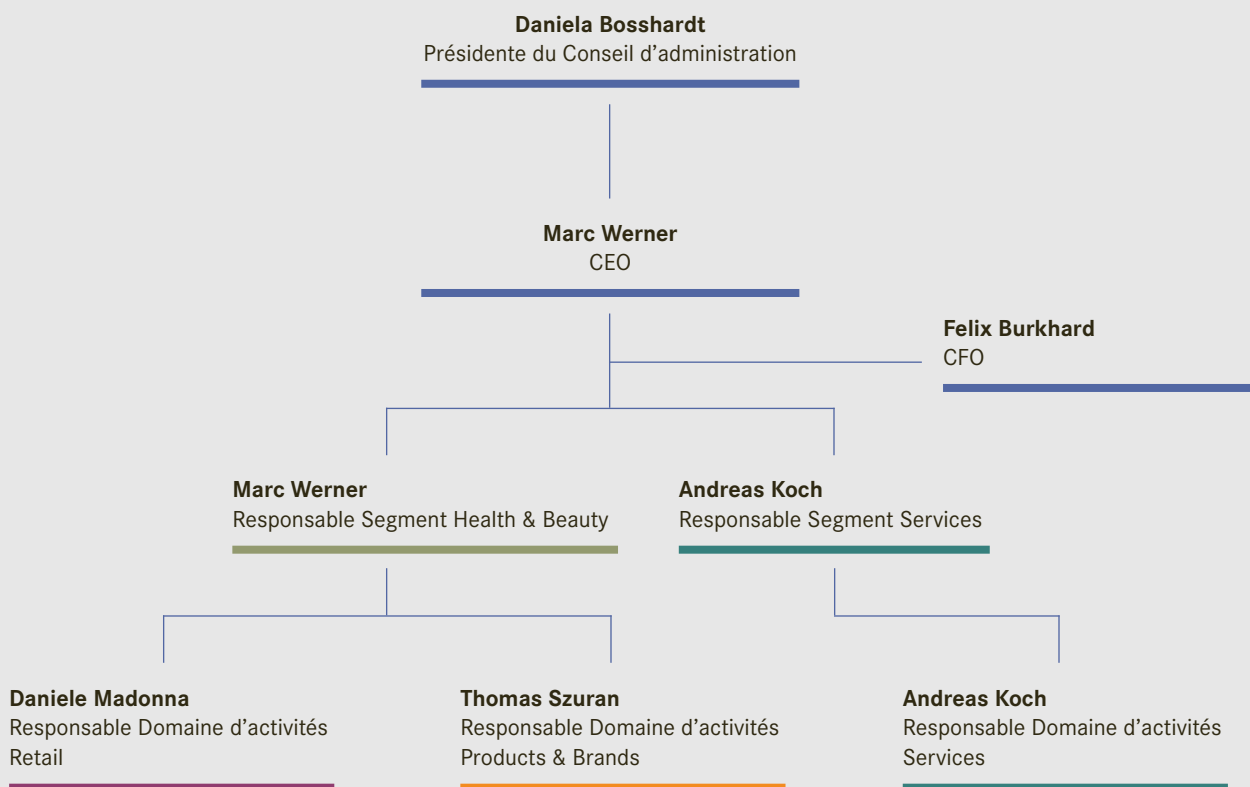 Daniela Bosshardt
Présidente du Conseil d’administration
Marc Werner
CEO
Felix Burkhard
CFO
Marc Werner
Responsable Segment Health & Beauty
Andreas Koch
Responsable Segment Services
Daniele Madonna
Responsable Domaine d’activités
Retail
Thomas Szuran
Responsable Domaine d’activités
Products & Brands
Andreas Koch
Responsable Domaine d’activités
Services